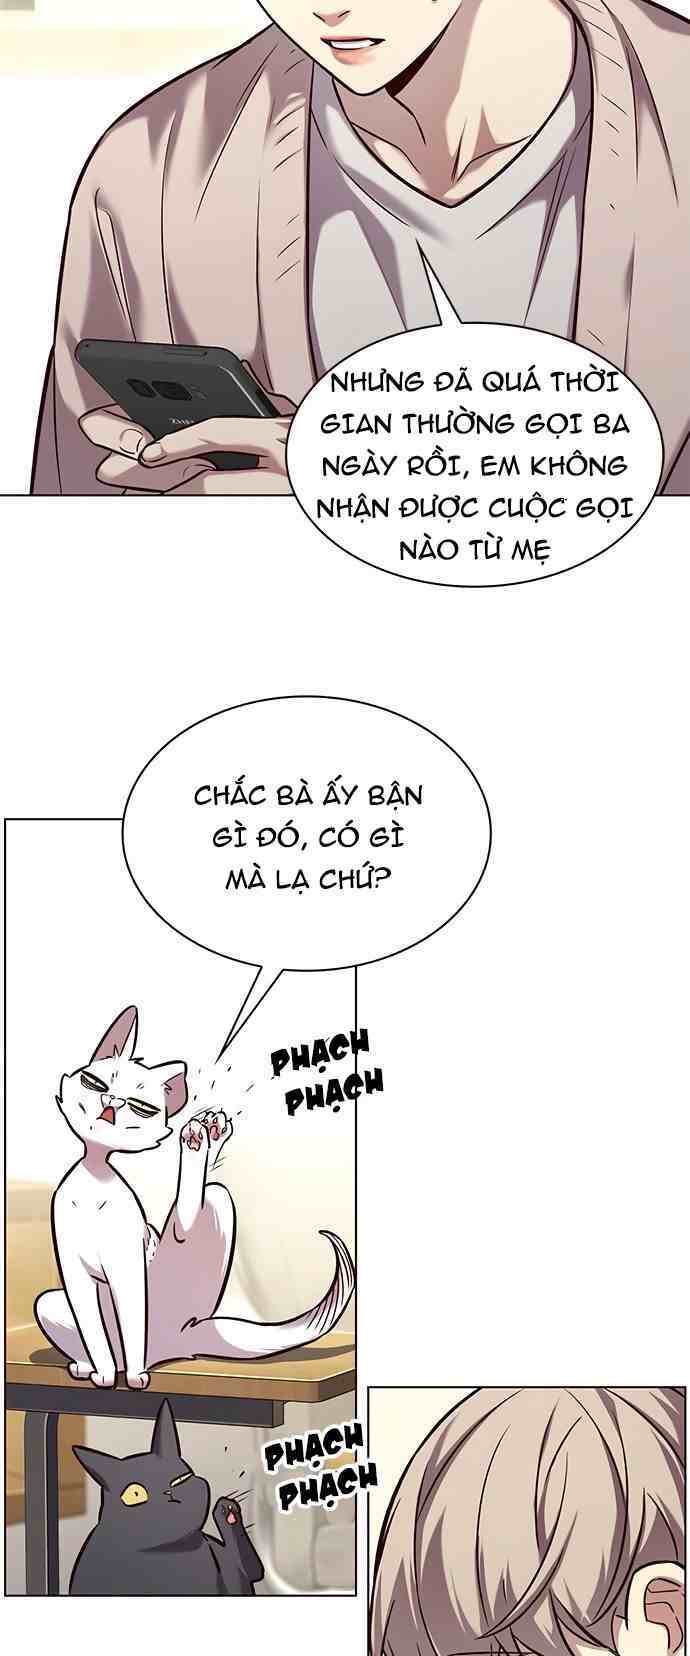 NHƯNG ĐÃ QUÁ THỜI
GIAN THƯỜNG GỌI BA
NGÀY RỒI, EM KHÔNG
NHẬN ĐƯỢC CUỘC GỌI
NÀO TỪ MẸ
CHẮC BÀ ẤY BẬN
GÌ ĐÓ, CÓ GÌ
MÀ LẠ CHỨ?
PHẠCH
PHẠCH
PHẠCH
PHẠCH